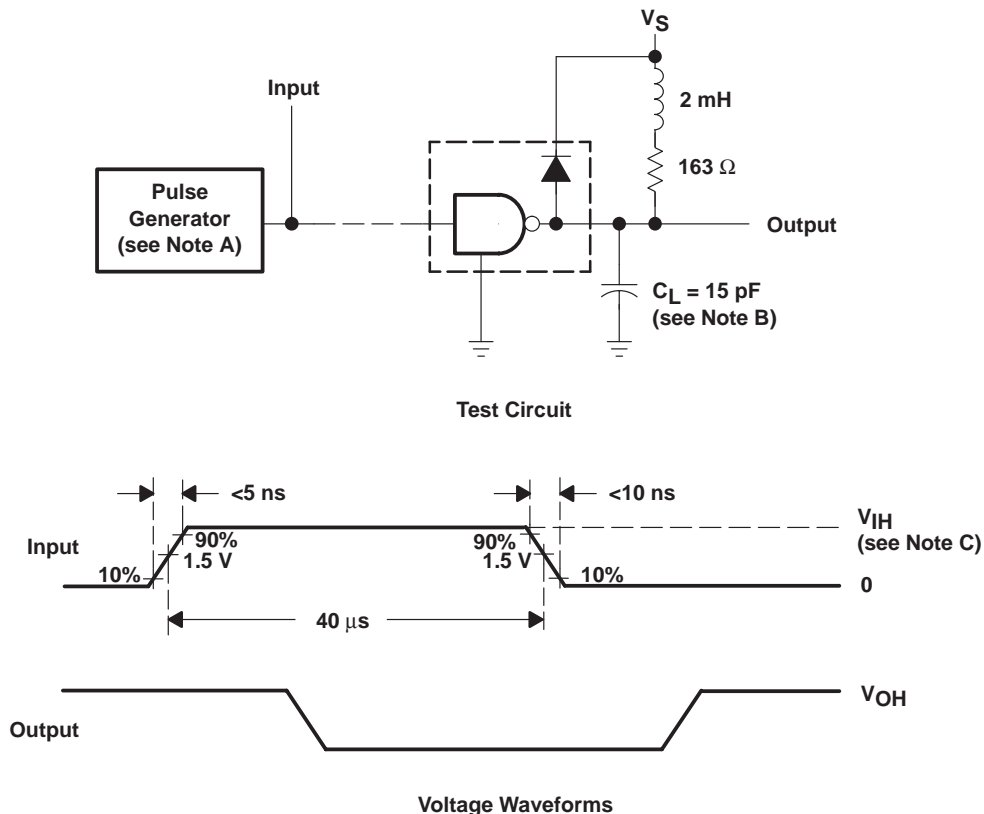 VS
Input
2 mH
163 Ω
Pulse
Generator
(see Note A)
Output
CL = 15 pF
(see Note B)
Test Circuit
<5 ns
<10 ns
VIH
(see Note C)
Input
90%
1.5 V
10%
90%
1.5 V
10%
0
40 μs
VOH
Output
Voltage Waveforms